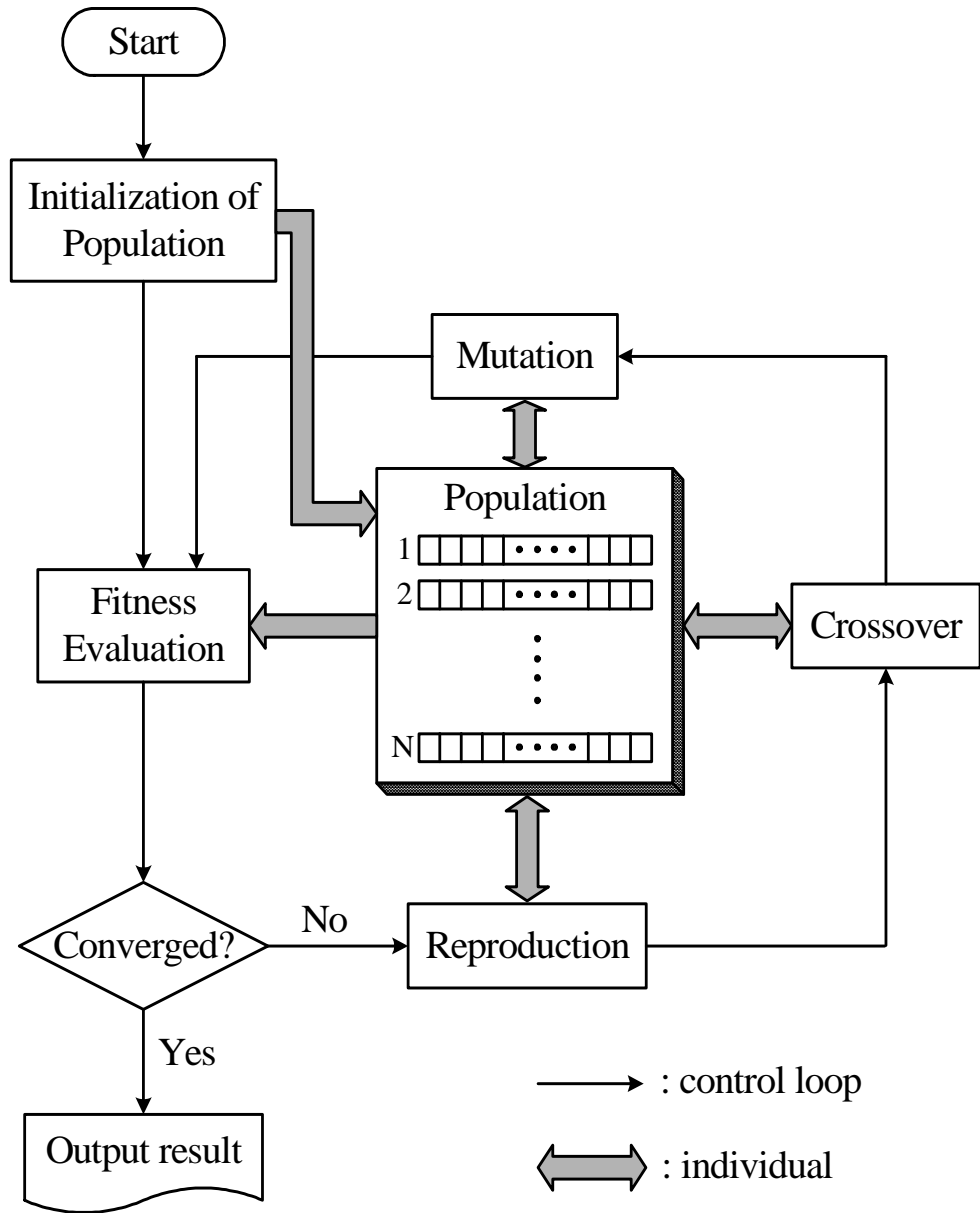 Start
Initialization of
Population
Mutation
Population
1
2
N
Fitness
Evaluation
Crossover
Converged?
No
Reproduction
Yes
Output result
: control loop
: individual